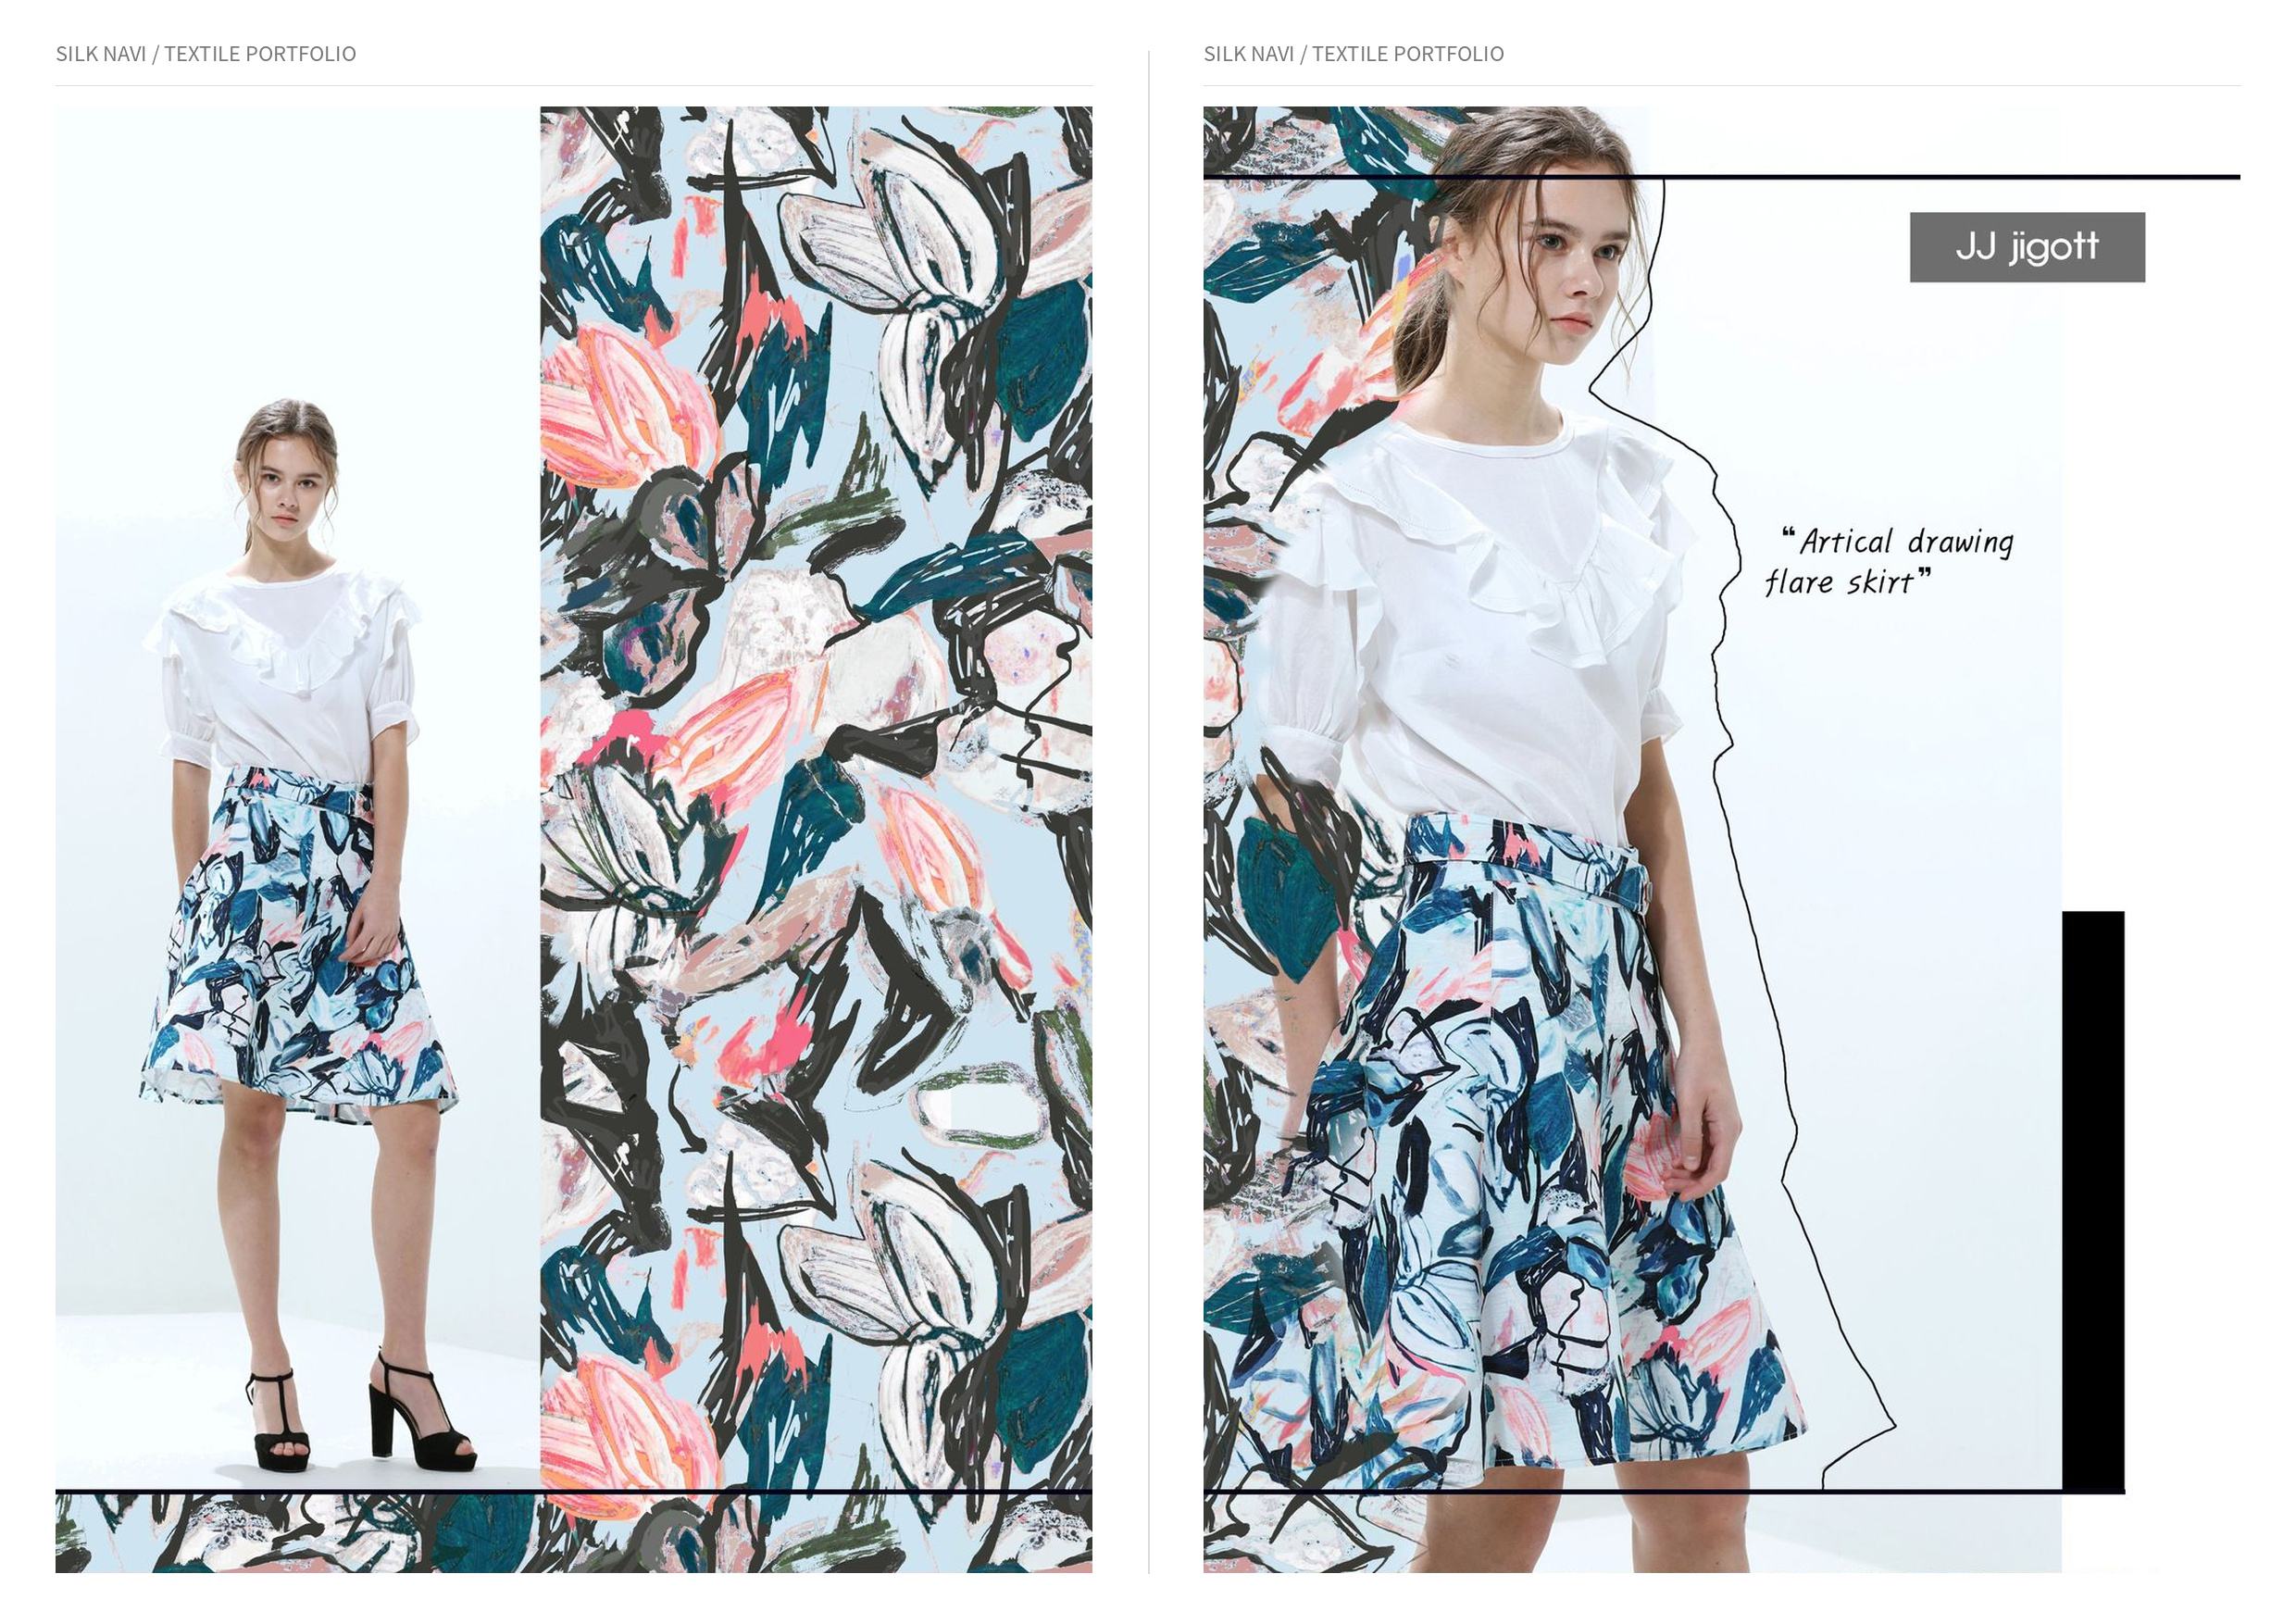 SILK NAVI / TEXTILE PORTFOLIO
SILK NAVI / TEXTILE PORTFOLIO
JJ jigott
“Artical drawing
flare skirt”